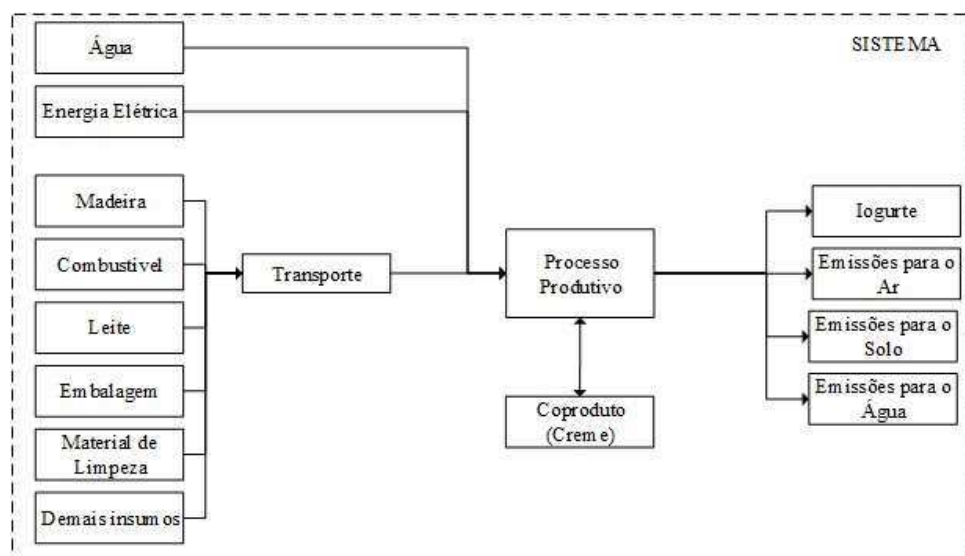 Água
SISTEMA
Energia Elétrica
Madeira
Combustível
Leite
Embalagem
Material de
Limpeza
Demais insumos
Transporte
Processo
Produtivo
Coproduto
(Creme)
Iogurte
Emissões para o
Ar
Emissões para o
Solo
Emissões para o
Água